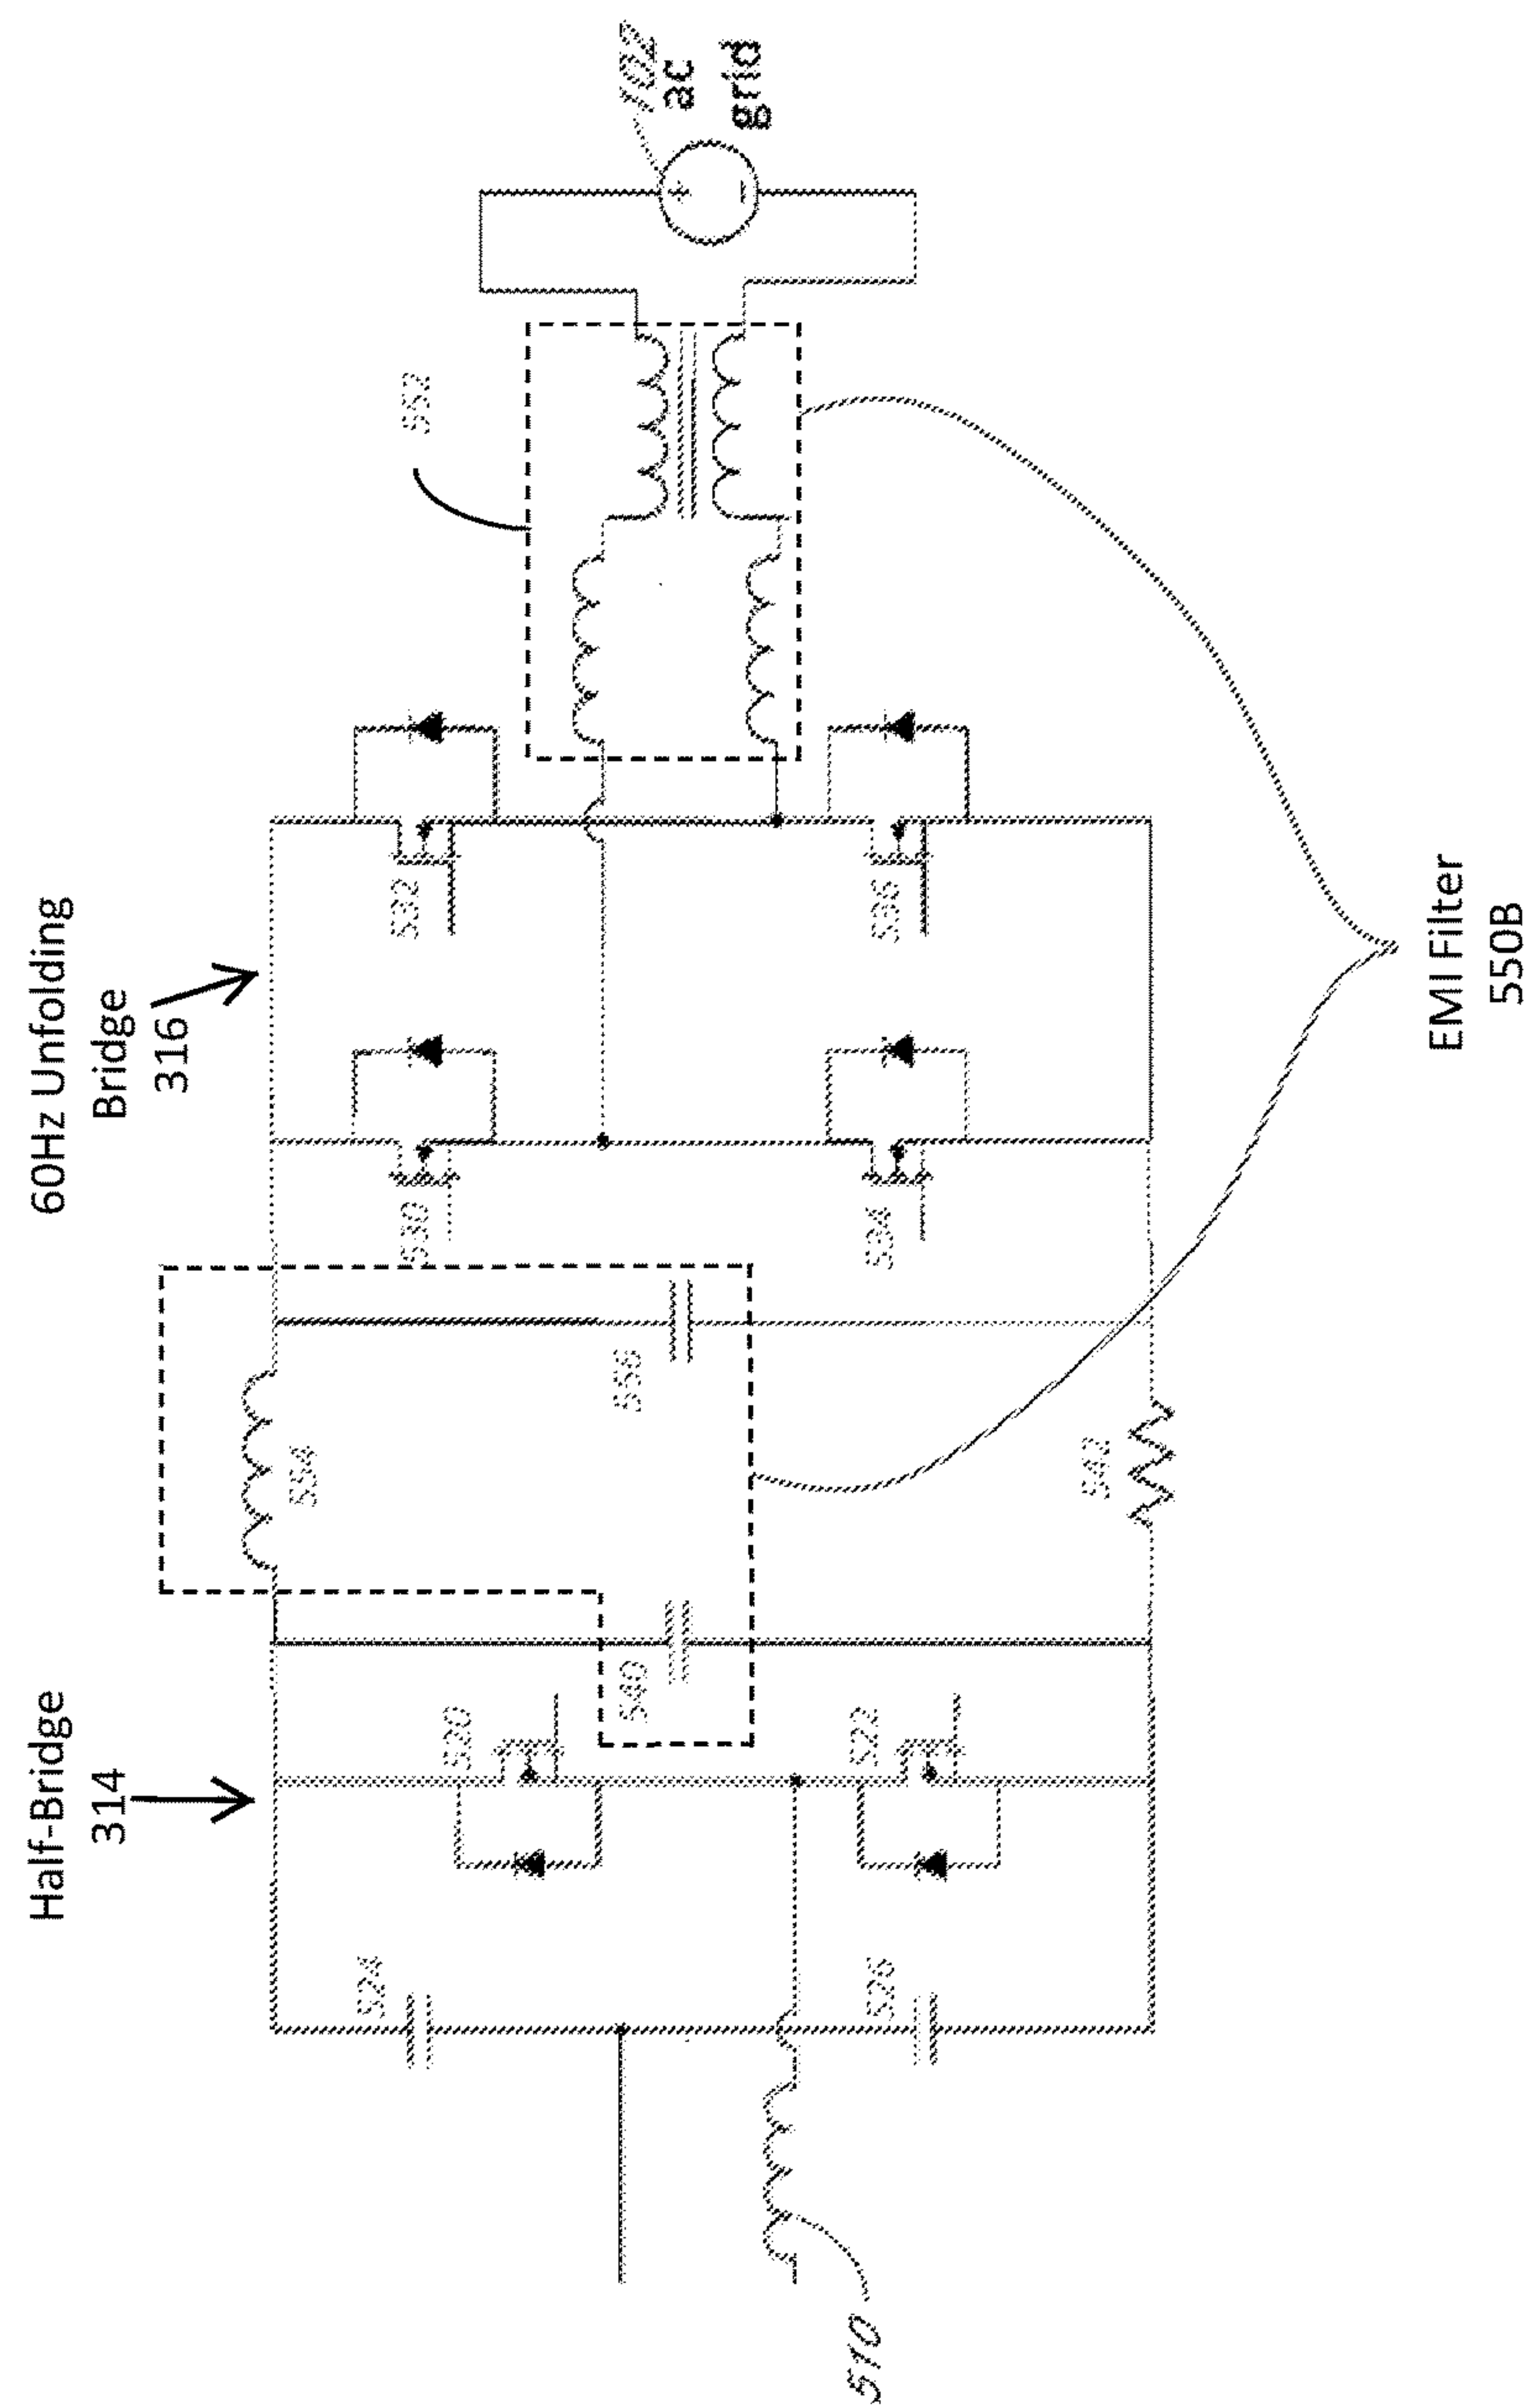 Half-Bridge
314
60Hz Unfolding
Bridge
316
552
102
ac
grid
524
520
554
530
532
540
556
526
522
542
534
536
510
EMI Filter
550B